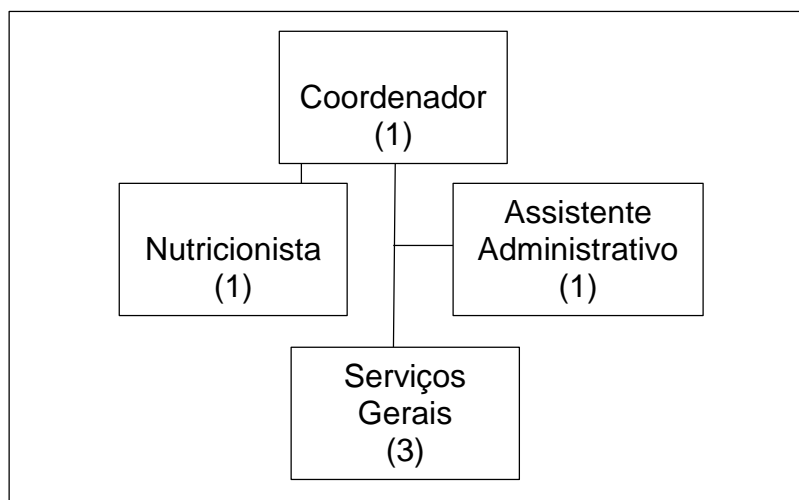 Coordenador
(1)
Nutricionista
(1)
Assistente
Administrativo
(1)
Serviços
Gerais
(3)